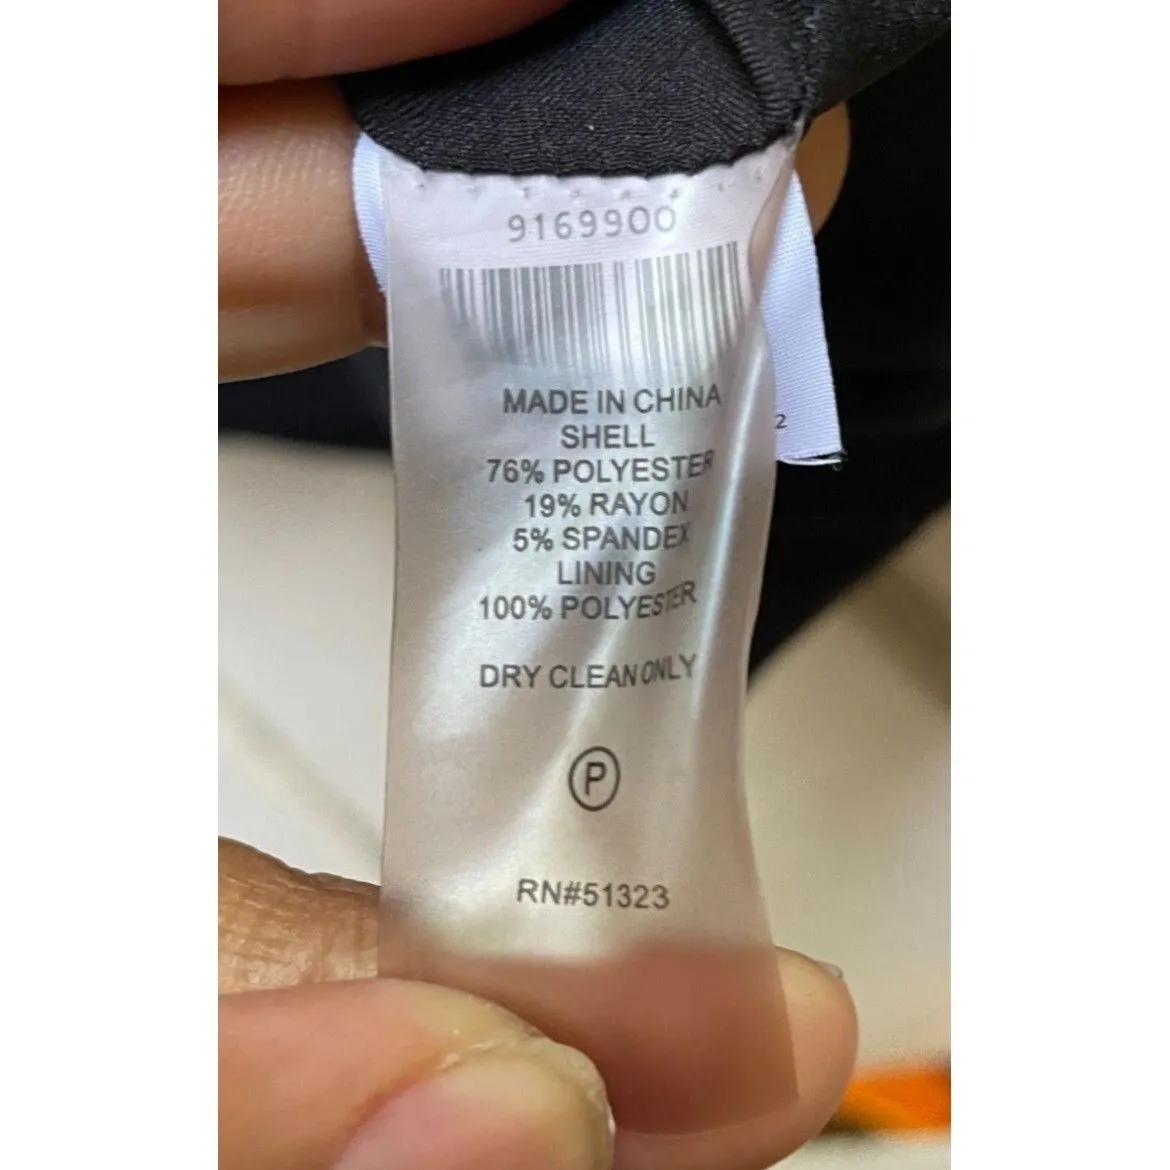 9169900
MADE IN CHINA
SHELL
76% POLYESTER
19% RAYON
5% SPANDEX
LINING
100% POLYESTER
DRY CLEAN ONLY
P
RN#51323
2